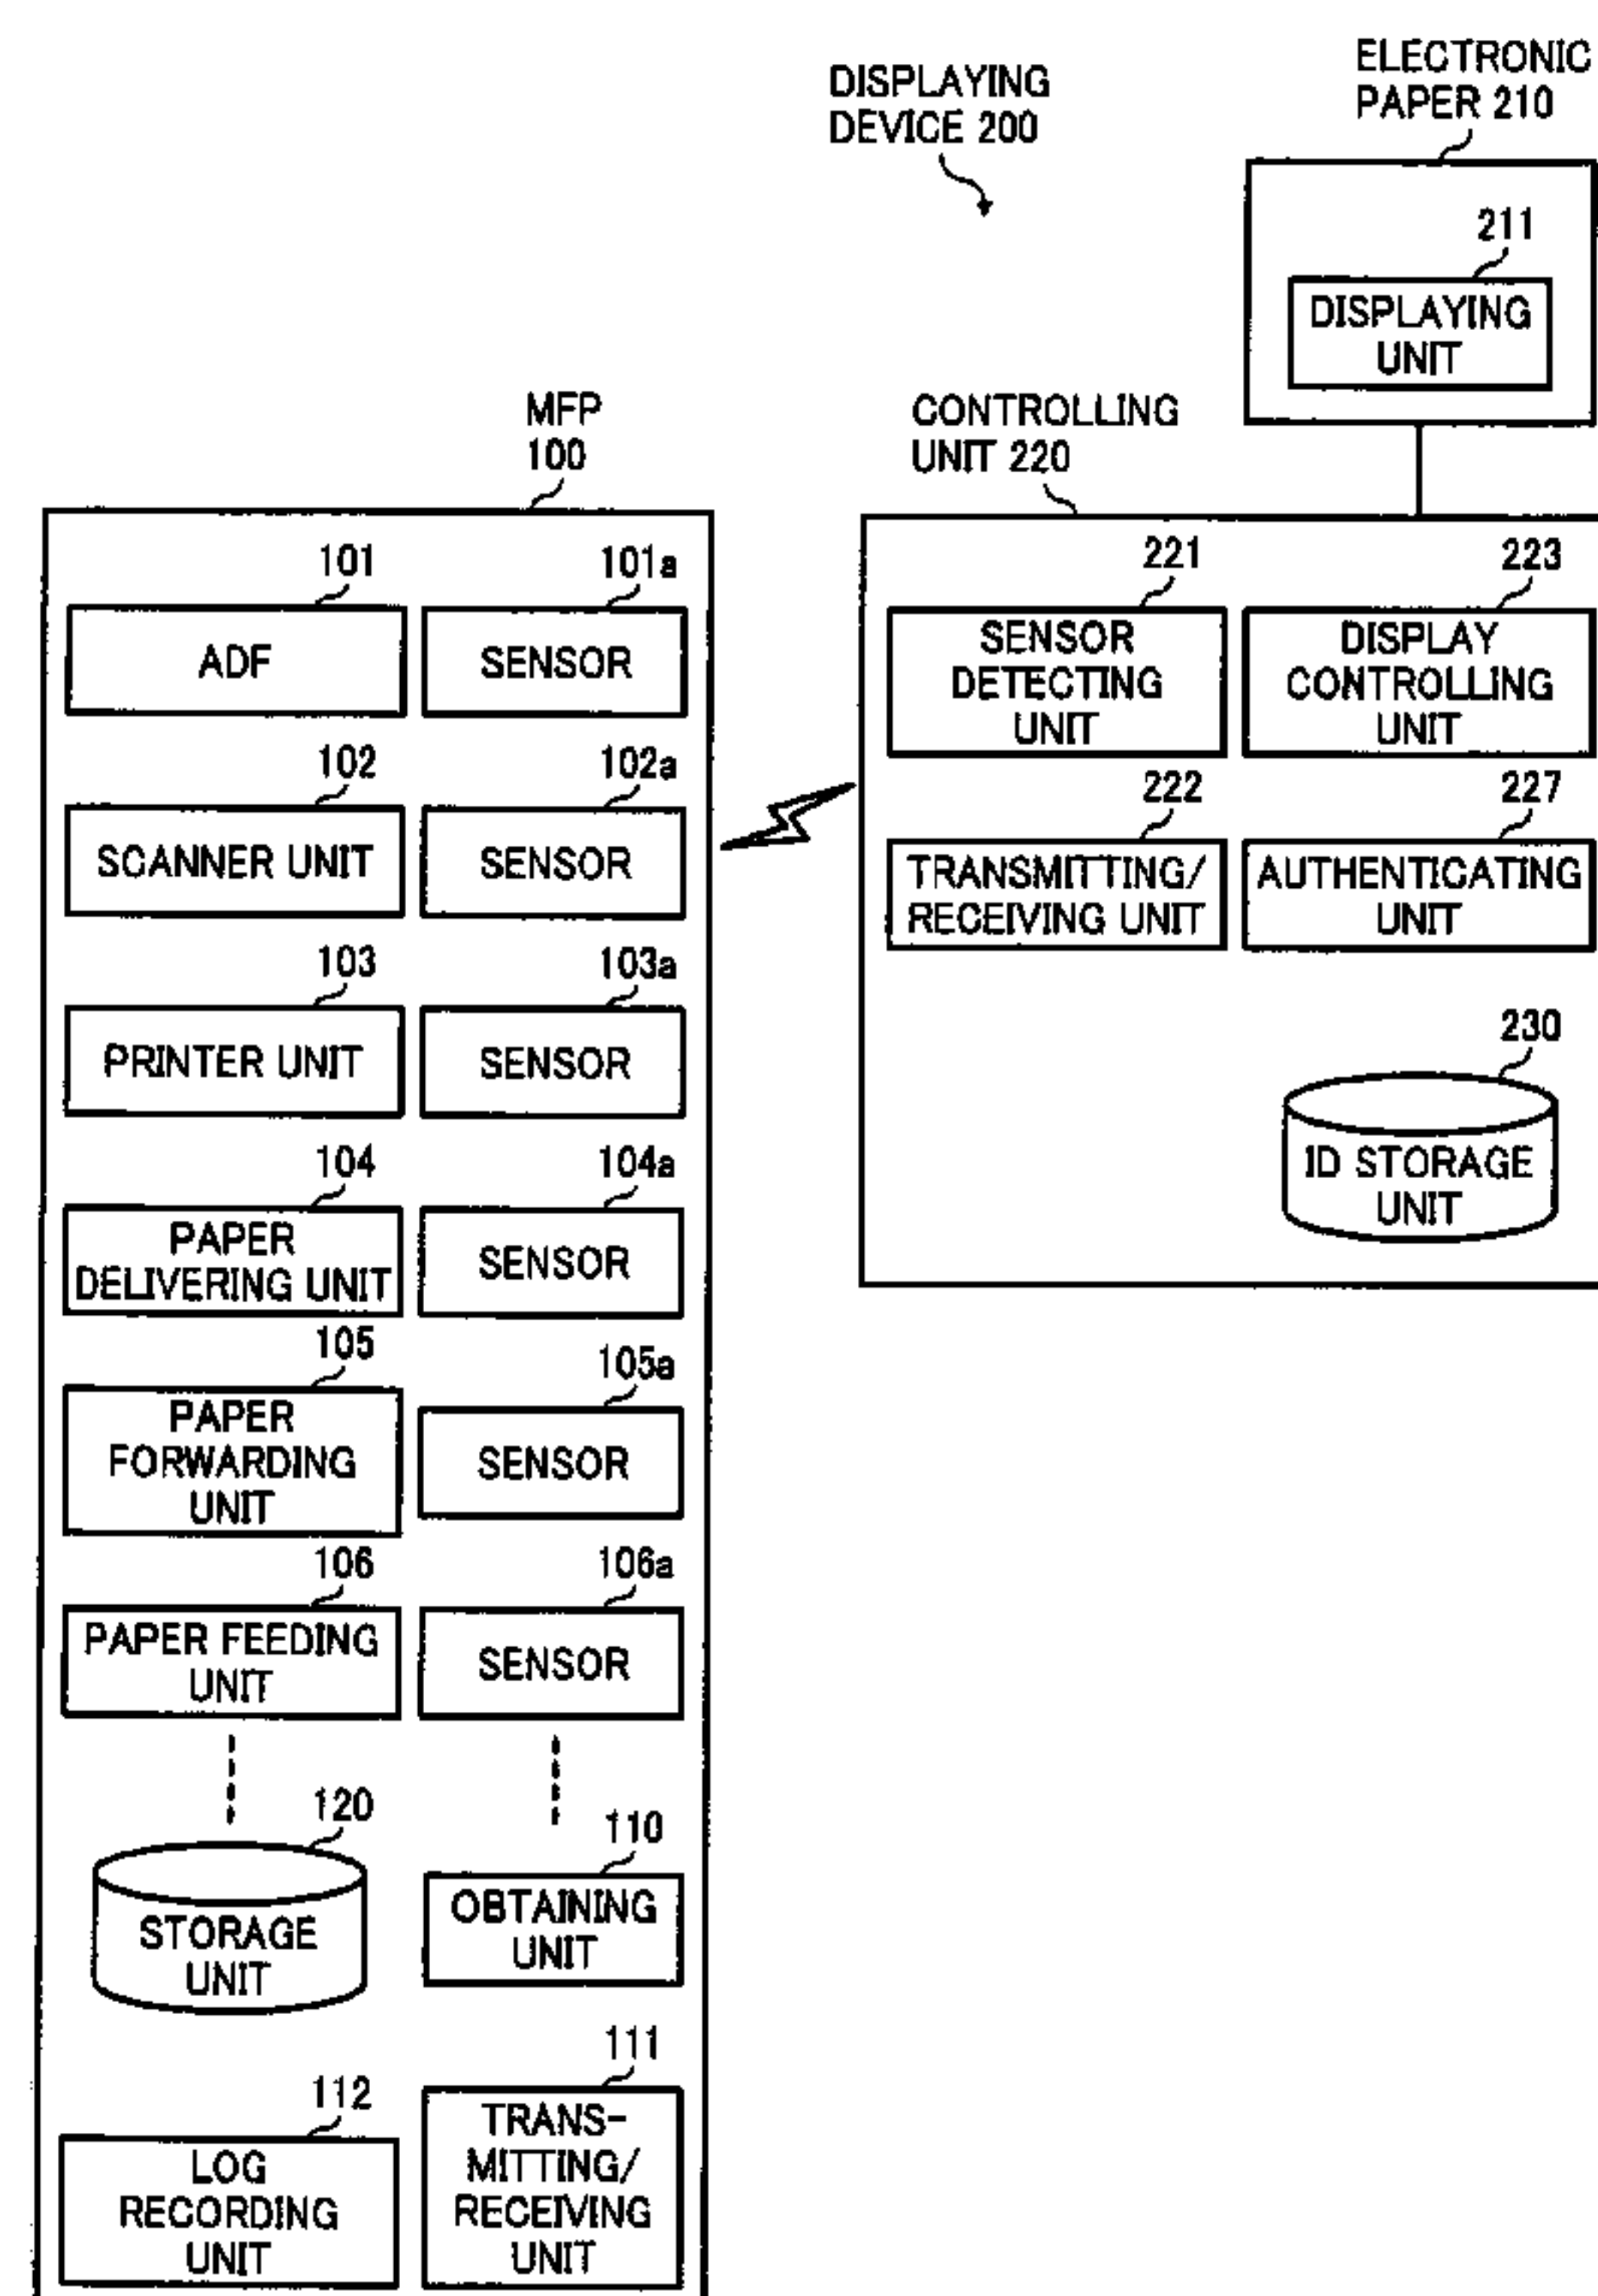 DISPLAYING
DEVICE 200
ELECTRONIC
PAPER 210
211
DISPLAYING
UNIT
MFP
100
CONTROLLING
UNIT 220
101
101a
ADF
SENSOR
102
102a
SCANNER UNIT
SENSOR
103
103a
PRINTER UNIT
SENSOR
104
104a
PAPER
DELIVERING UNIT
SENSOR
105
105a
PAPER
FORWARDING
UNIT
SENSOR
106
106a
PAPER FEEDING
UNIT
SENSOR
120
STORAGE
UNIT
110
OBTAINING
UNIT
112
LOG
RECORDING
UNIT
111
TRANS-
MITTING/
RECEIVING
UNIT
221
SENSOR
DETECTING
UNIT
223
DISPLAY
CONTROLLING
UNIT
222
TRANSMITTING/
RECEIVING UNIT
227
AUTHENTICATING
UNIT
230
ID STORAGE
UNIT